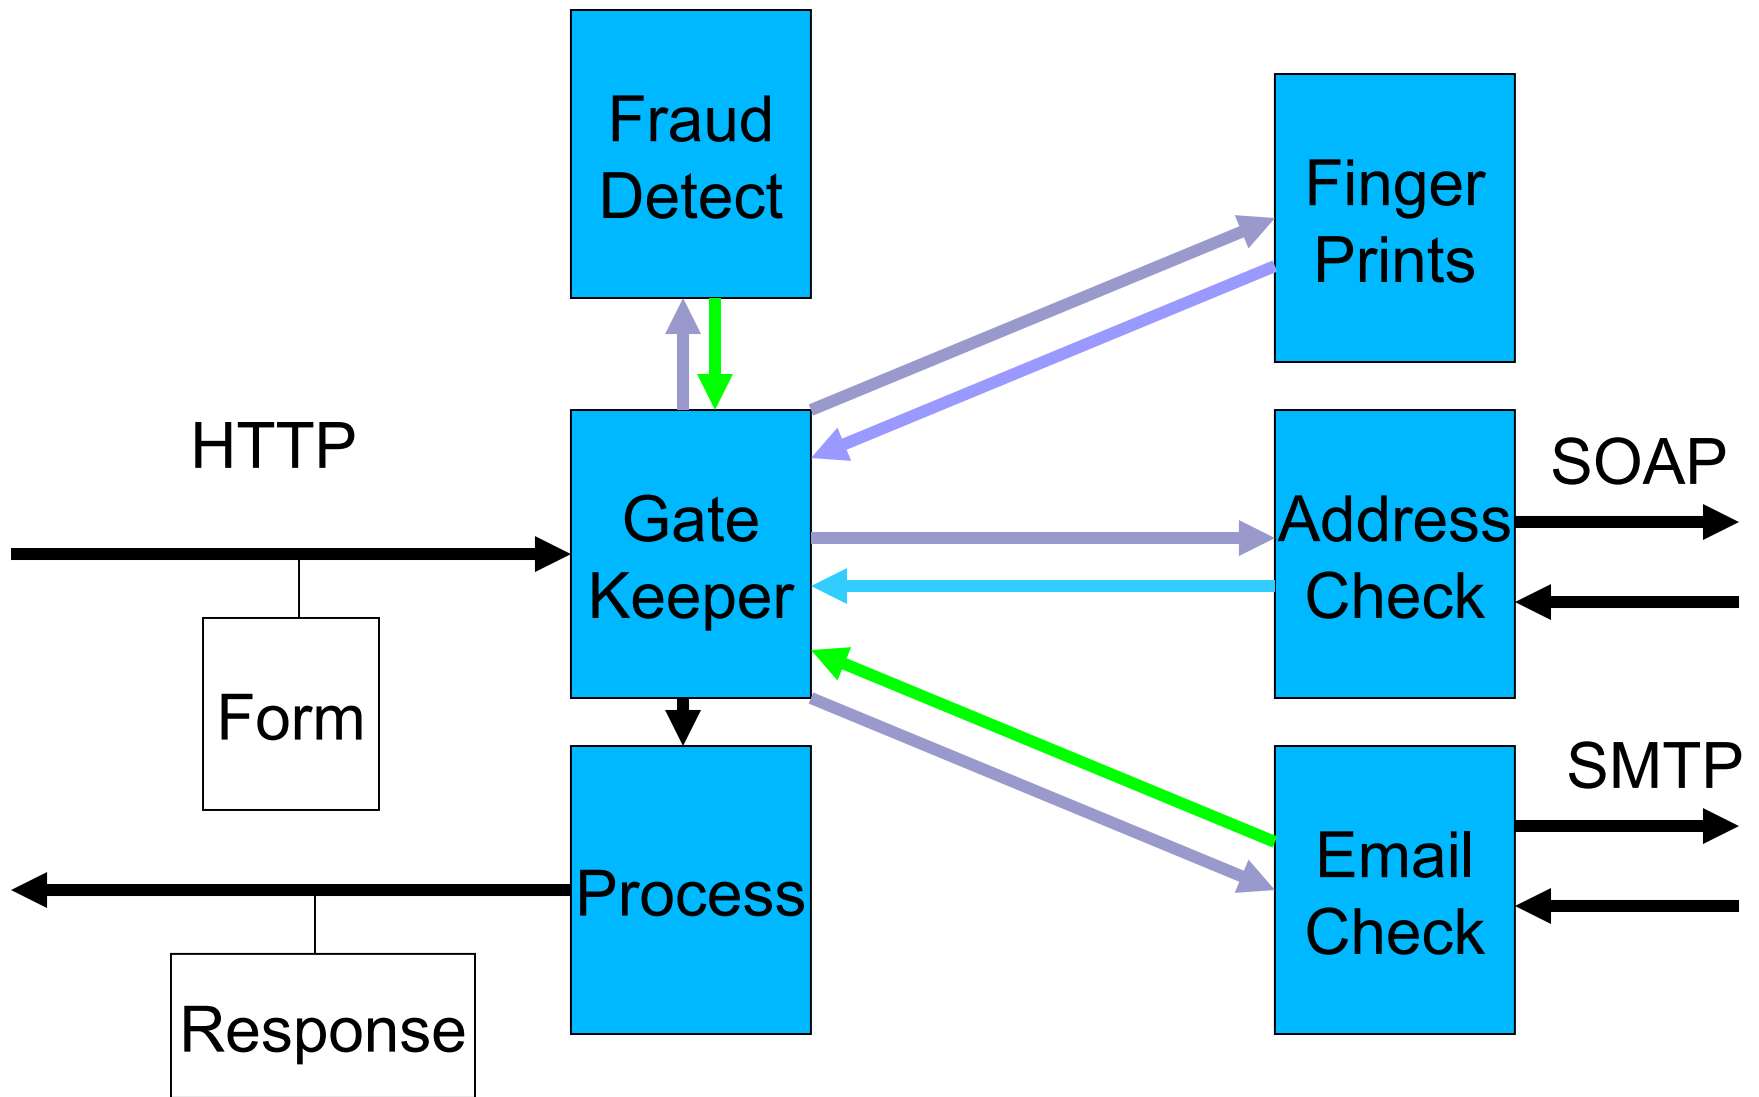 Fraud
Detect
Finger
Prints
HTTP
Gate
Keeper
Address
Check
SOAP
Form
Process
Email
Check
SMTP
Response